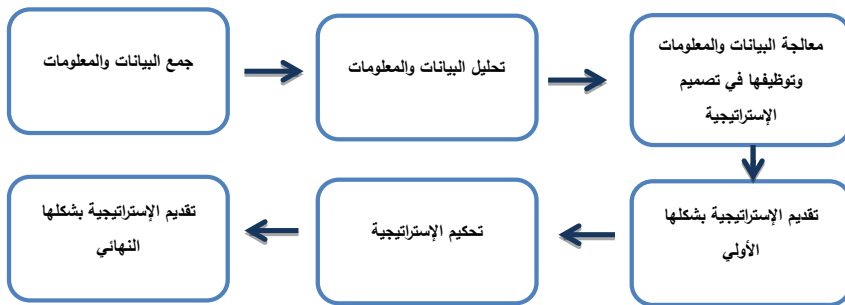 جمع البيانات والمعلومات
تحليل البيانات والمعلومات
معالجة البيانات والمعلومات
وتوظيفها في تصميم
الإستراتيجية
تقديم الإستراتيجية بشكلها
الأولي
تحكيم الإستراتيجية
تقديم الإستراتيجية بشكلها
النهائي